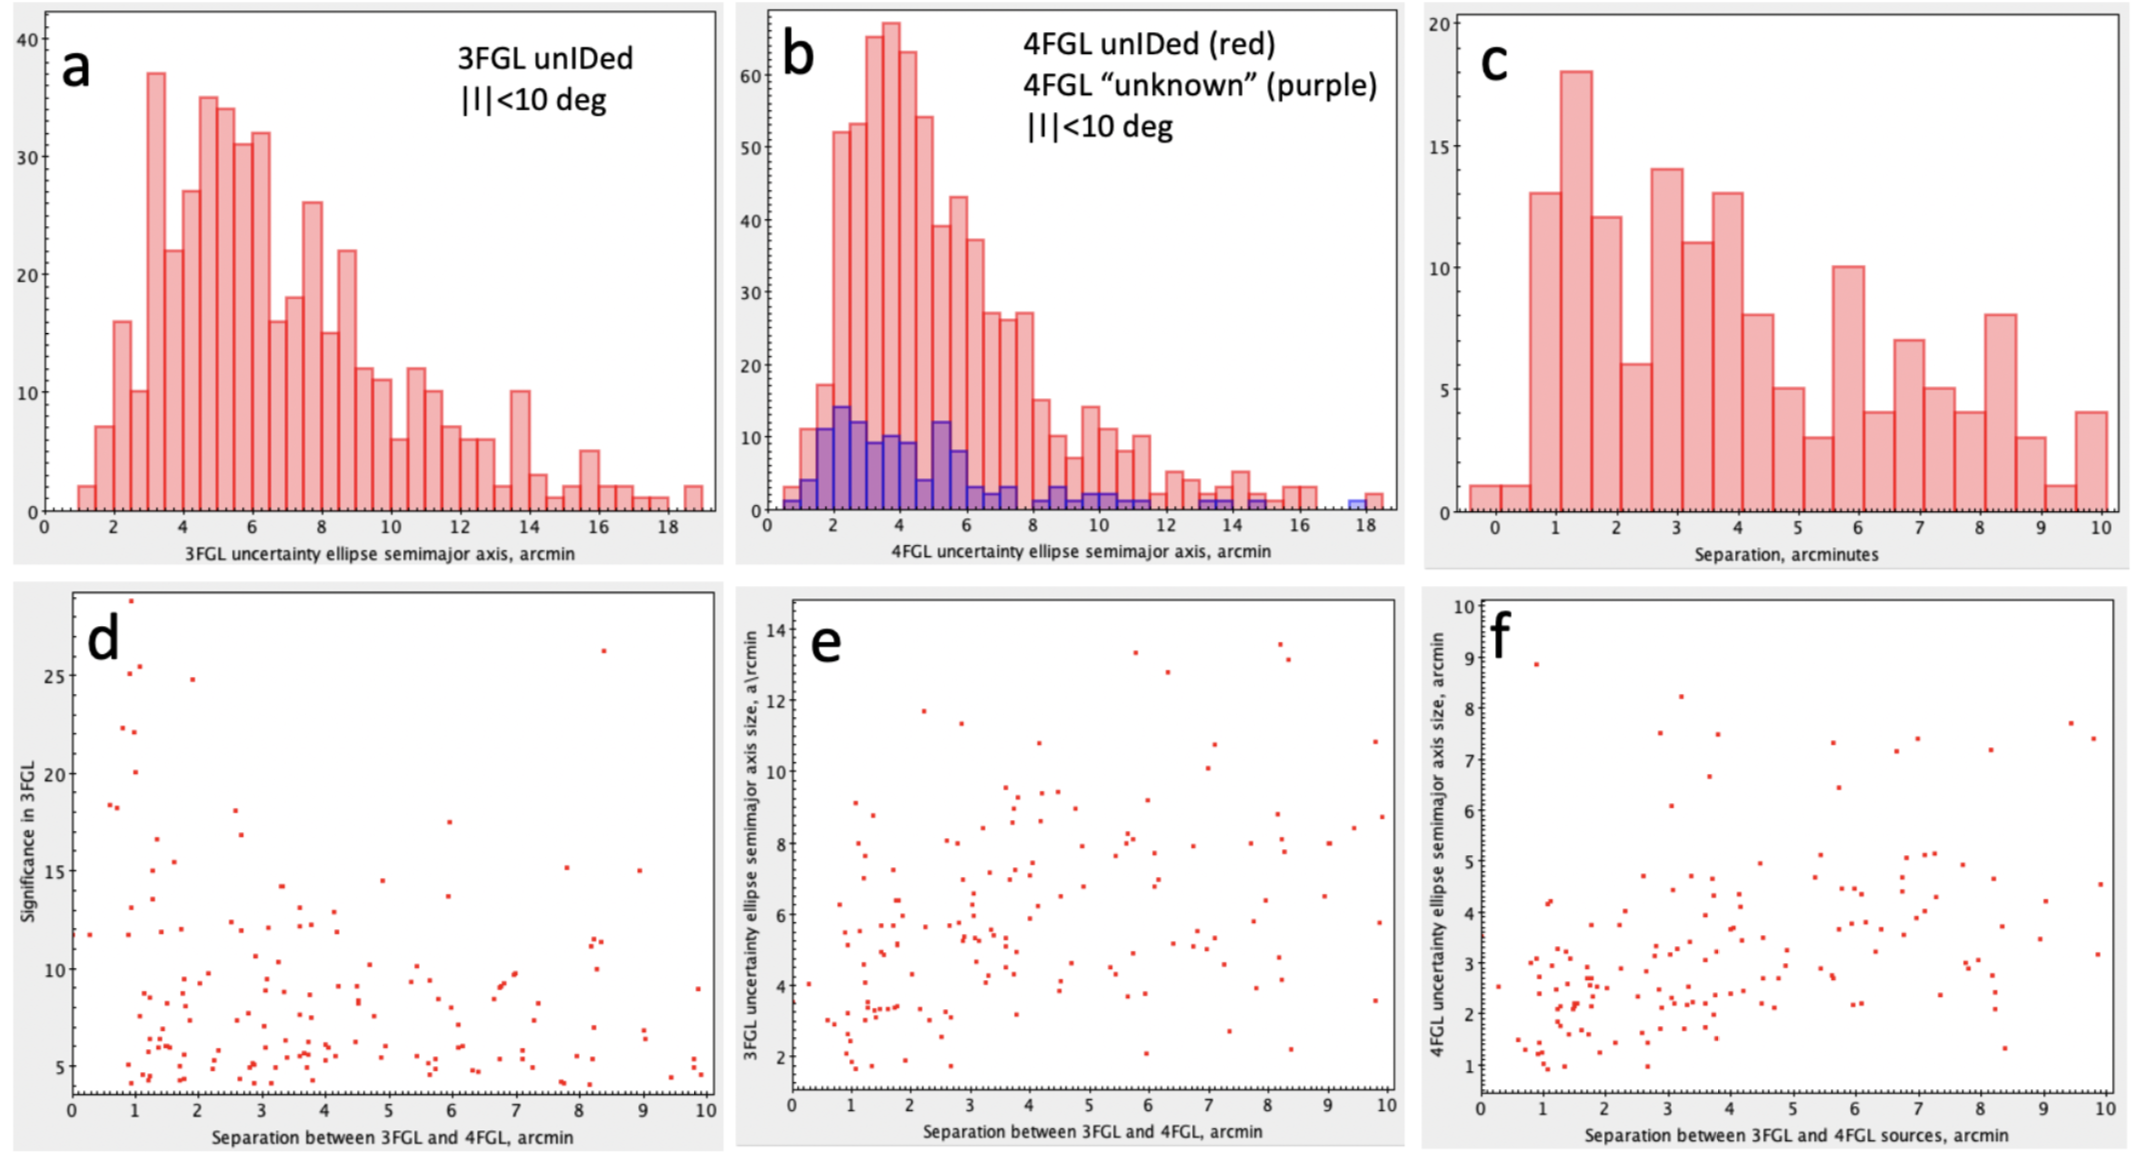 a
3FGL unIDed
||l|<10 deg
40
30
20
10
0
0 2 4 6 8 10 12 14 16 18
3FGL uncertainty ellipse semimajor axis, arcmin
b
4FGL unIDed (red)
4FGL “unknown” (purple)
||l|<10 deg
60
50
40
30
20
10
0
0 2 4 6 8 10 12 14 16 18
4FGL uncertainty ellipse semimajor axis, arcmin
c
20
15
10
5
0
0 1 2 3 4 5 6 7 8 9 10
Separation, arcminutes
d
Significance in 3FGL
25
20
15
10
5
0 1 2 3 4 5 6 7 8 9 10
Separation between 3FGL and 4FGL, arcmin
e
3FGL uncertainty ellipse semimajor axis size, a\rcmin
14
12
10
8
6
4
2
0 1 2 3 4 5 6 7 8 9 10
Separation between 3FGL and 4FGL, arcmin
f
4FGL uncertainty ellipse semimajor axis size, arcmin
10
9
8
7
6
5
4
3
2
1
0 1 2 3 4 5 6 7 8 9 10
Separation between 3FGL and 4FGL sources, arcmin